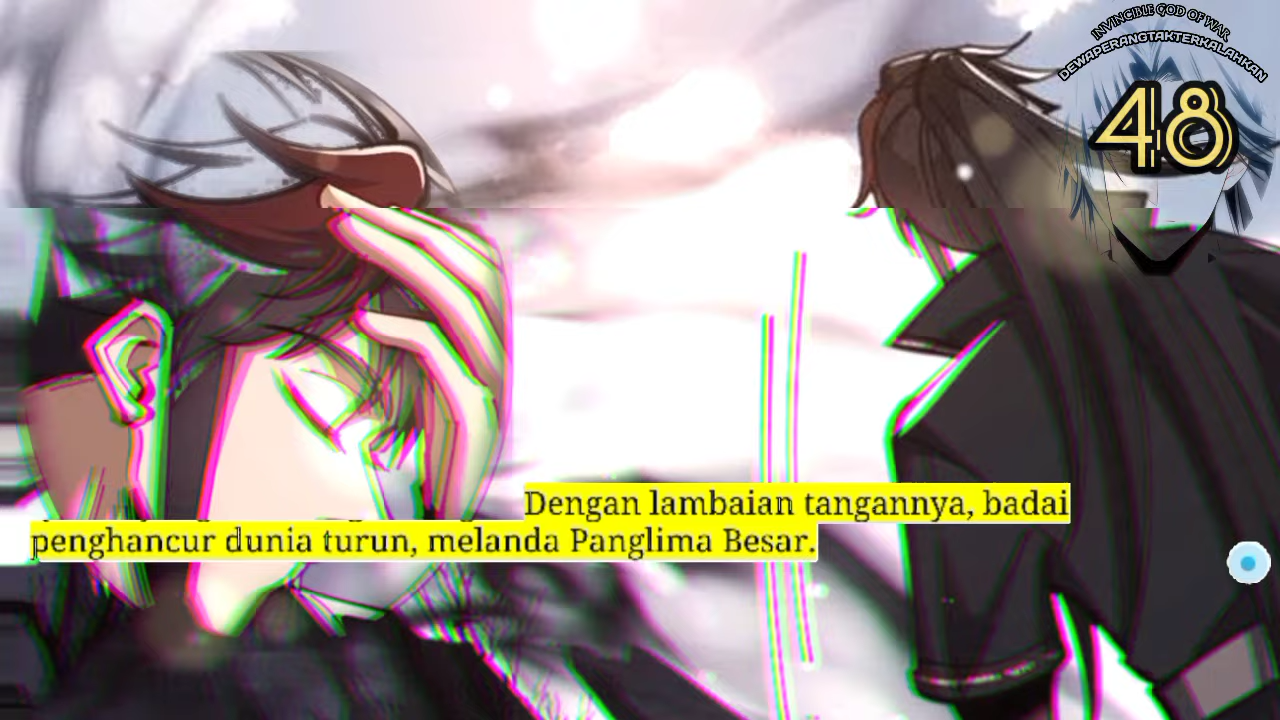 INVINCIBLE GOD OF WAR
DEWAPERANGTAKTERKALAHKAN
48
Dengan lambaian tangannya, badai
penghancur dunia turun, melanda Panglima Besar.